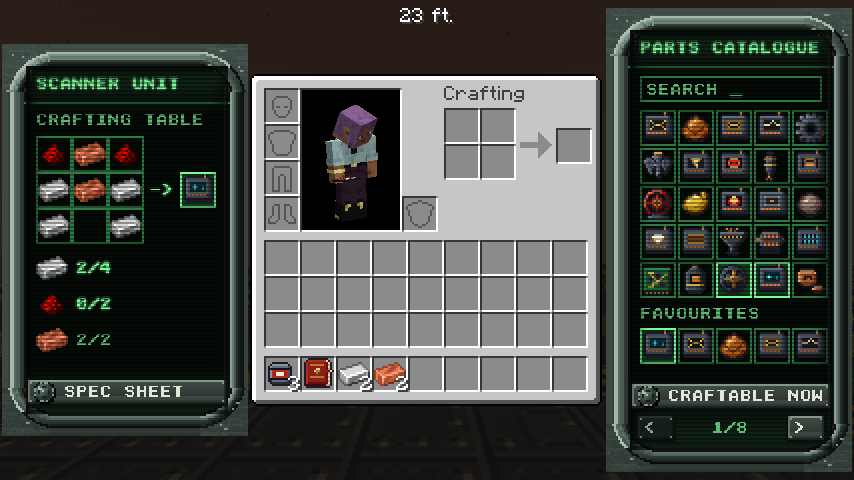 23 ft.
SCANNER UNIT
CRAFTING TABLE
2/4
0/2
2/2
SPEC SHEET
Crafting
3
2
2
PARTS CATALOGUE
SEARCH _
FAVOURITES
CRAFTABLE NOW
< 1/8 >